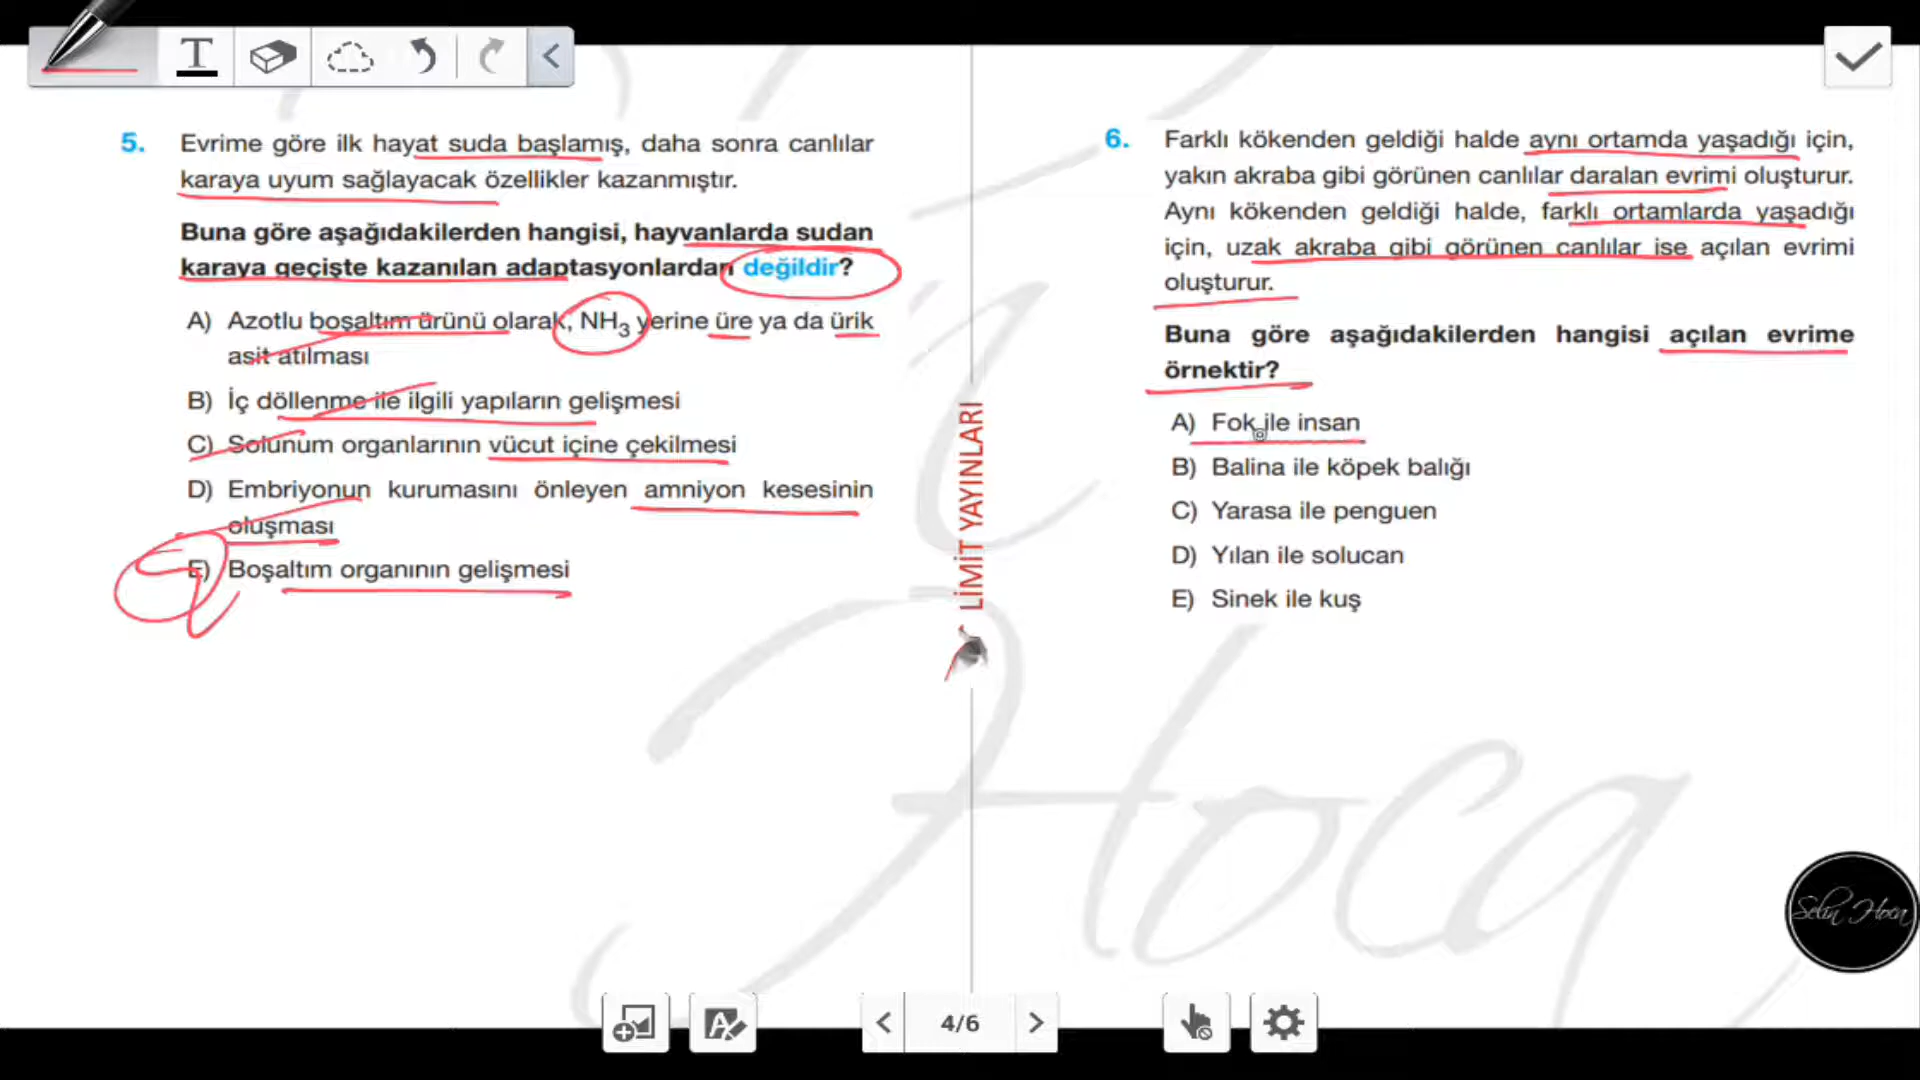 T
5. Evrime göre ilk hayat suda başlamış, daha sonra canlılar
karaya uyum sağlayacak özellikler kazanmıştır.
Buna göre aşağıdakilerden hangisi, hayvanlarda sudan
karaya geçişte kazanılan adaptasyonlardan değildir?
A) Azotlu boşaltım ürünü olarak, NH3 yerine üre ya da ürik
asit atılması
B) İç döllenme ile ilgili yapıların gelişmesi
C) Solunum organlarının vücut içine çekilmesi
D) Embriyonun kurumasını önleyen amniyon kesesinin
oluşması
E) Boşaltım organının gelişmesi
LİMİT YAYINLARI
6. Farklı kökenden geldiği halde aynı ortamda yaşadığı için,
yakın akraba gibi görünen canlılar daralan evrimi oluşturur.
Aynı kökenden geldiği halde, farklı ortamlarda yaşadığı
için, uzak akraba gibi görünen canlılar ise açılan evrimi
oluşturur.
Buna göre aşağıdakilerden hangisi açılan evrime
örnektir?
A) Fok ile insan
B) Balina ile köpek balığı
C) Yarasa ile penguen
D) Yılan ile solucan
E) Sinek ile kuş
Hoca
Selin Hoca
4/6